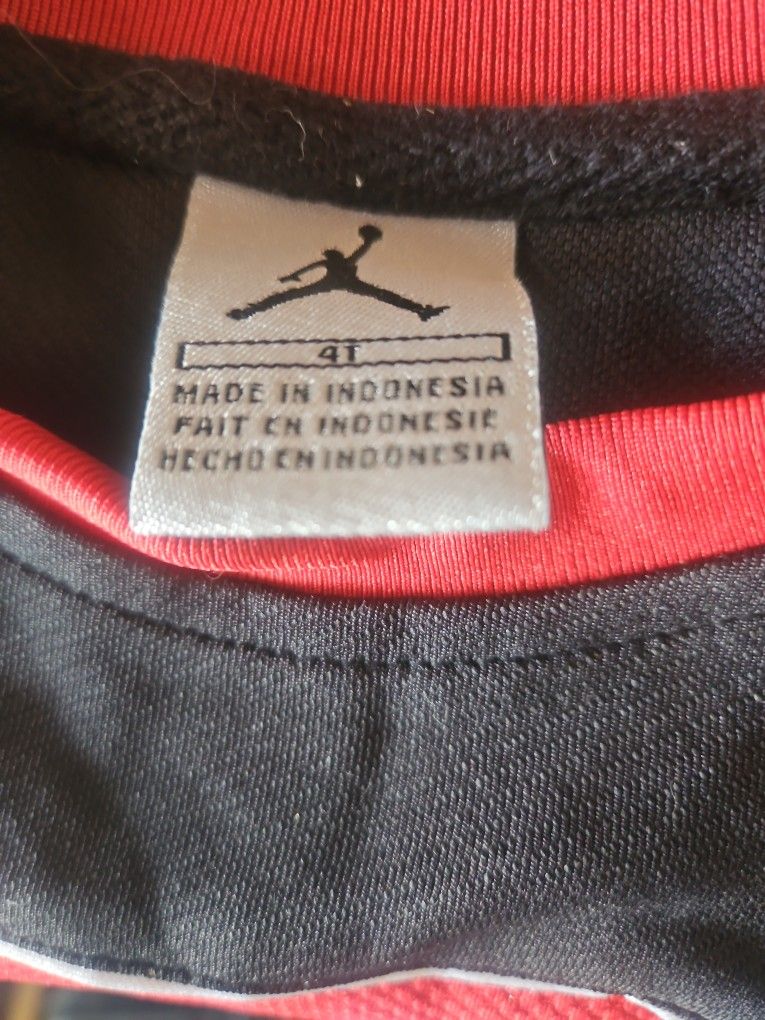 4T
MADE IN INDONESIA
FAIT EN INDONESIE
HECHO EN INDONESIA